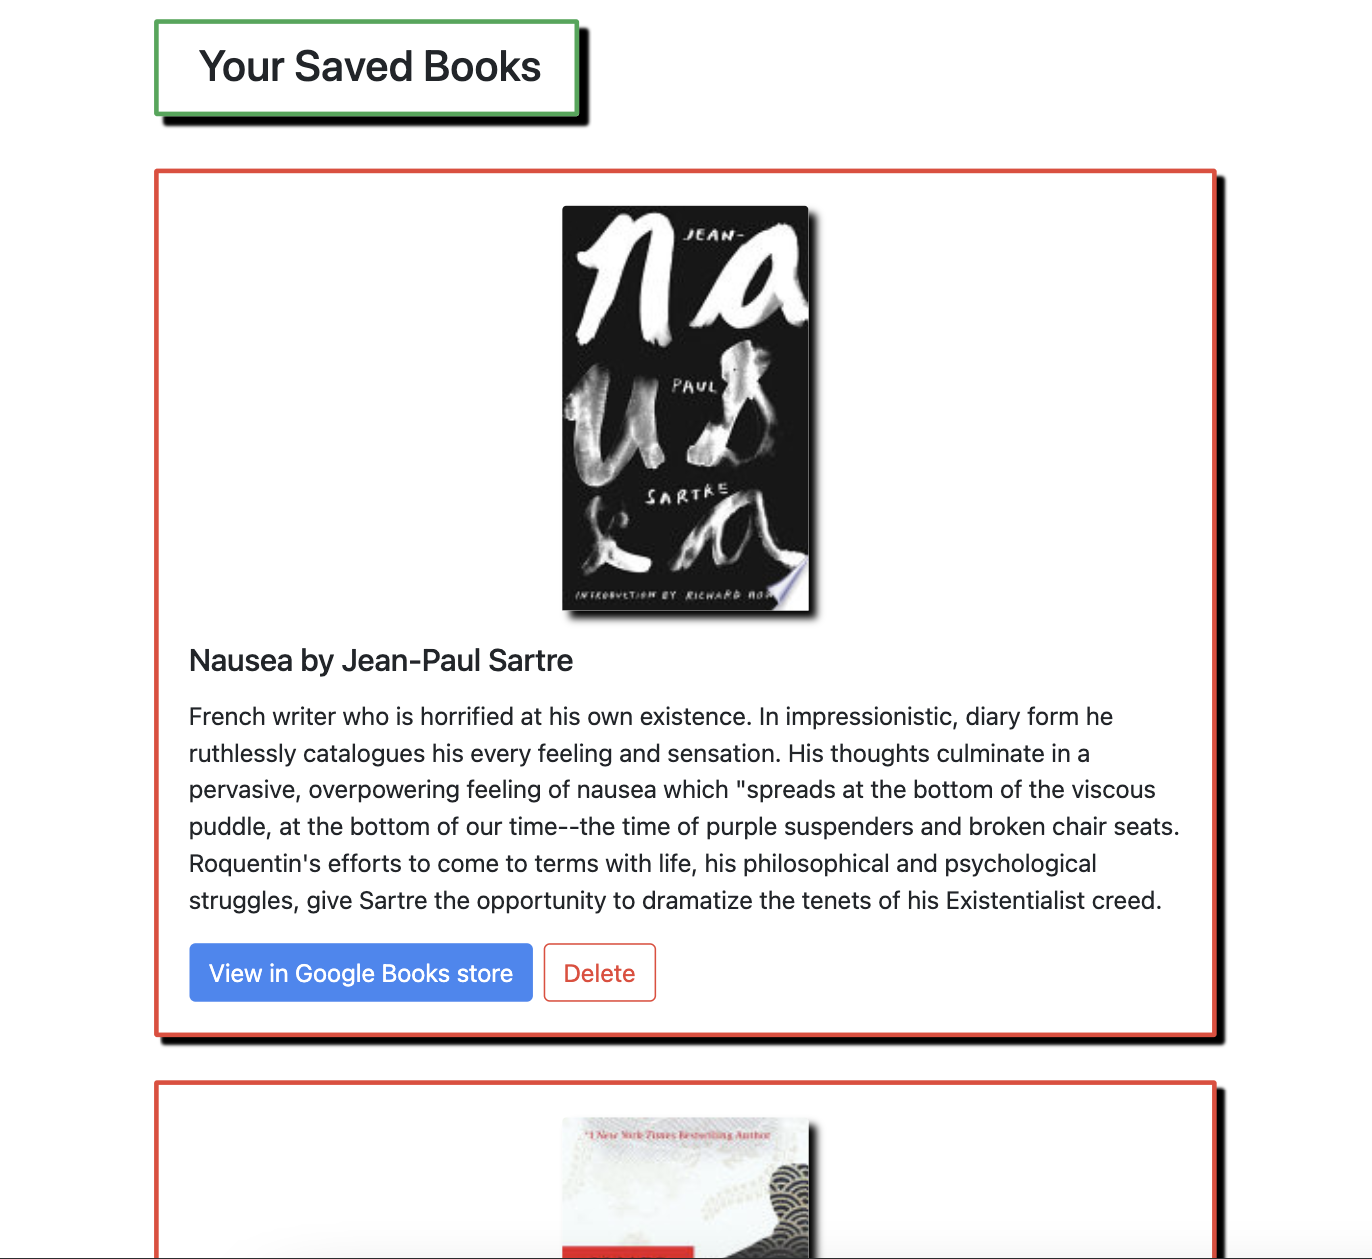 Your Saved Books
na
JEAN-
us
PAUL
SARTRE
ea
INTRODUCTION BY RICHARD
Nausea by Jean-Paul Sartre
French writer who is horrified at his own existence. In impressionistic, diary form he
ruthlessly catalogues his every feeling and sensation. His thoughts culminate in a
pervasive, overpowering feeling of nausea which "spreads at the bottom of the viscous
puddle, at the bottom of our time--the time of purple suspenders and broken chair seats.
Roquentin's efforts to come to terms with life, his philosophical and psychological
struggles, give Sartre the opportunity to dramatize the tenets of his Existentialist creed.
View in Google Books store
Delete
#1 New York Times Bestselling Author